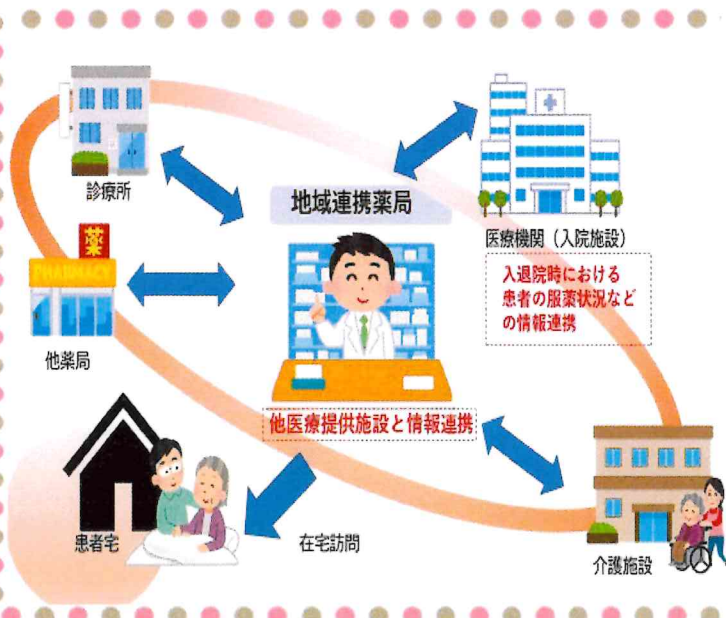 診療所
地域連携薬局
医療機関（入院施設）
入退院時における
患者の服薬状況など
の情報連携
薬
PHARMACY
他薬局
他医療提供施設と情報連携
患者宅
在宅訪問
介護施設